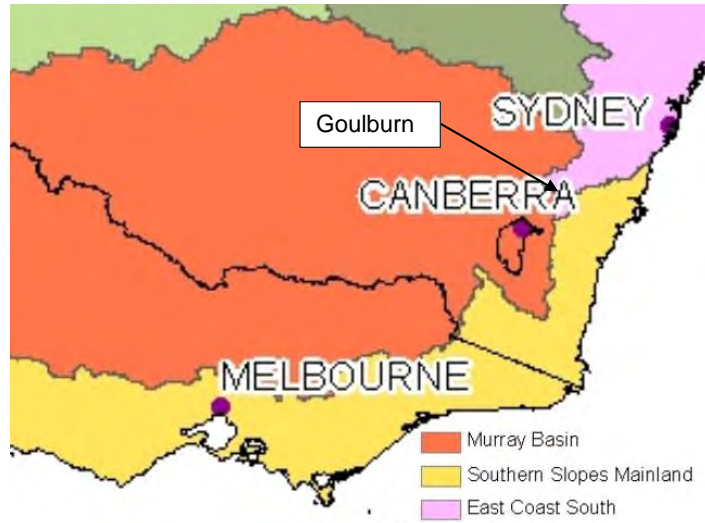 SYDNEY
Goulburn
CANBERRA
MELBOURNE
Murray Basin
Southern Slopes Mainland
East Coast South